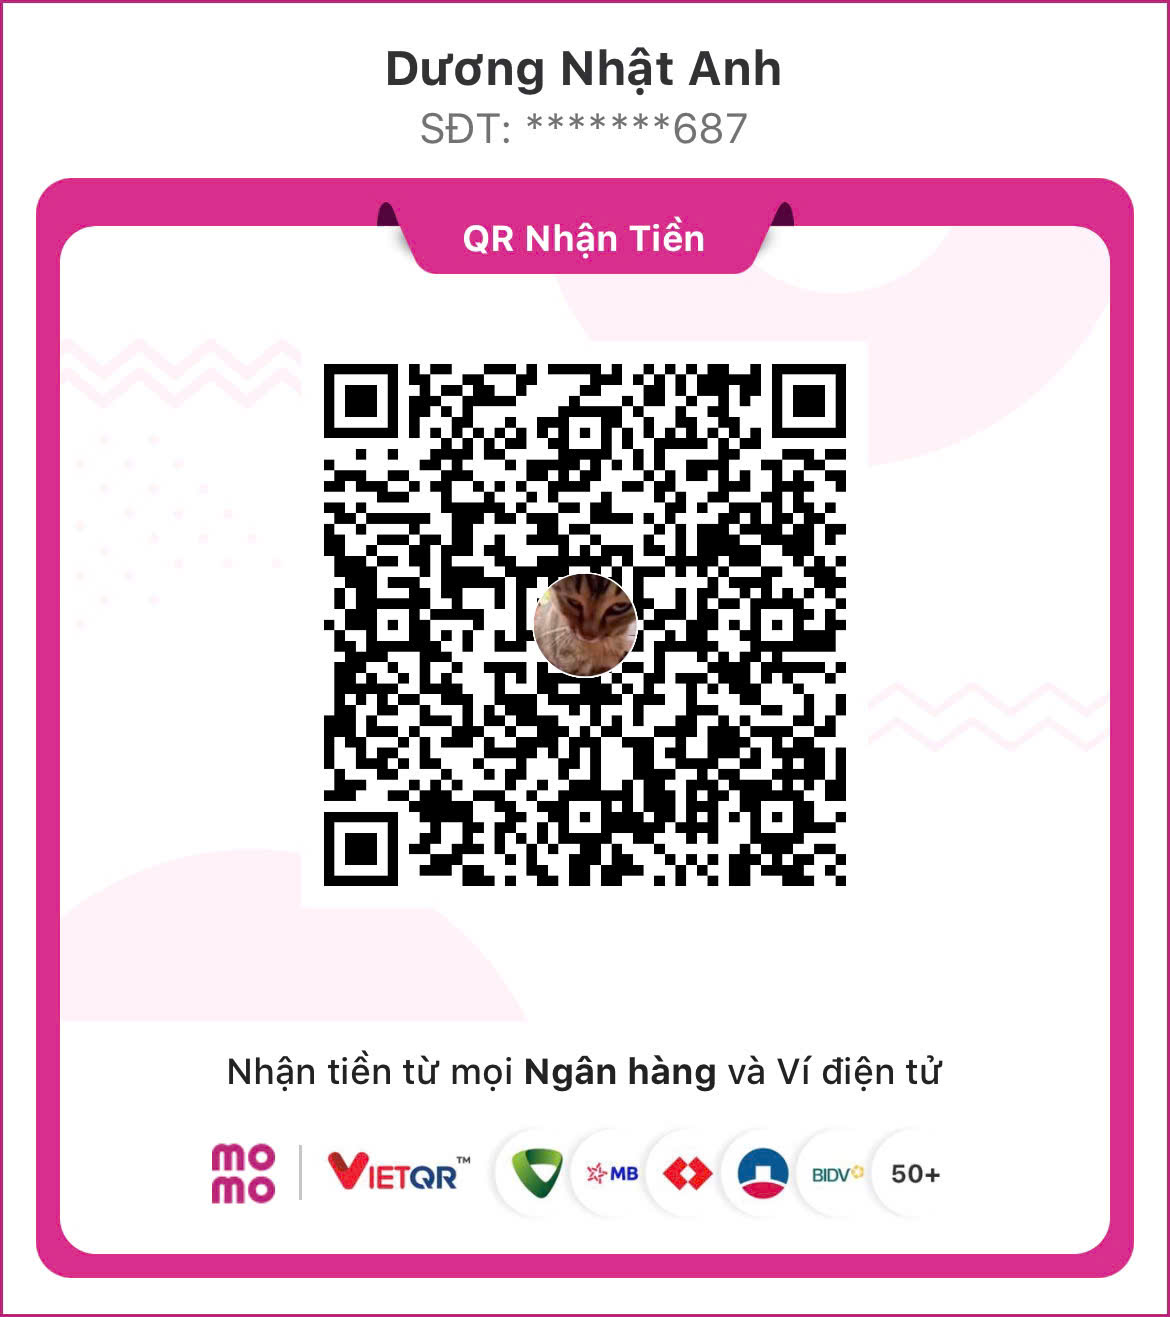 Dương Nhật Anh
SĐT: *******687
QR Nhận Tiền
Nhận tiền từ mọi Ngân hàng và Ví điện tử
mo
mo
VIETQR™
MB
BIDV
50+